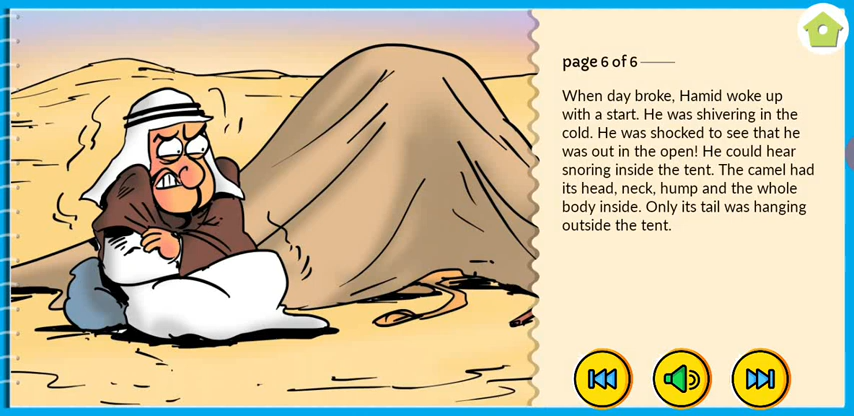 page 6 of 6
When day broke, Hamid woke up
with a start. He was shivering in the
cold. He was shocked to see that he
was out in the open! He could hear
snoring inside the tent. The camel had
its head, neck, hump and the whole
body inside. Only its tail was hanging
outside the tent.